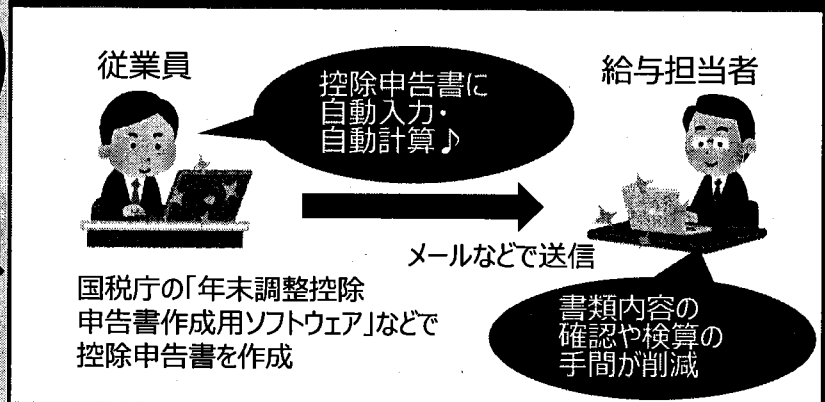 従業員
控除申告書に
自動入力・
自動計算♪
給与担当者
メールなどで送信
国税庁の「年末調整控除
申告書作成用ソフトウェア」などで
控除申告書を作成
書類内容の
確認や検算の
手間が削減